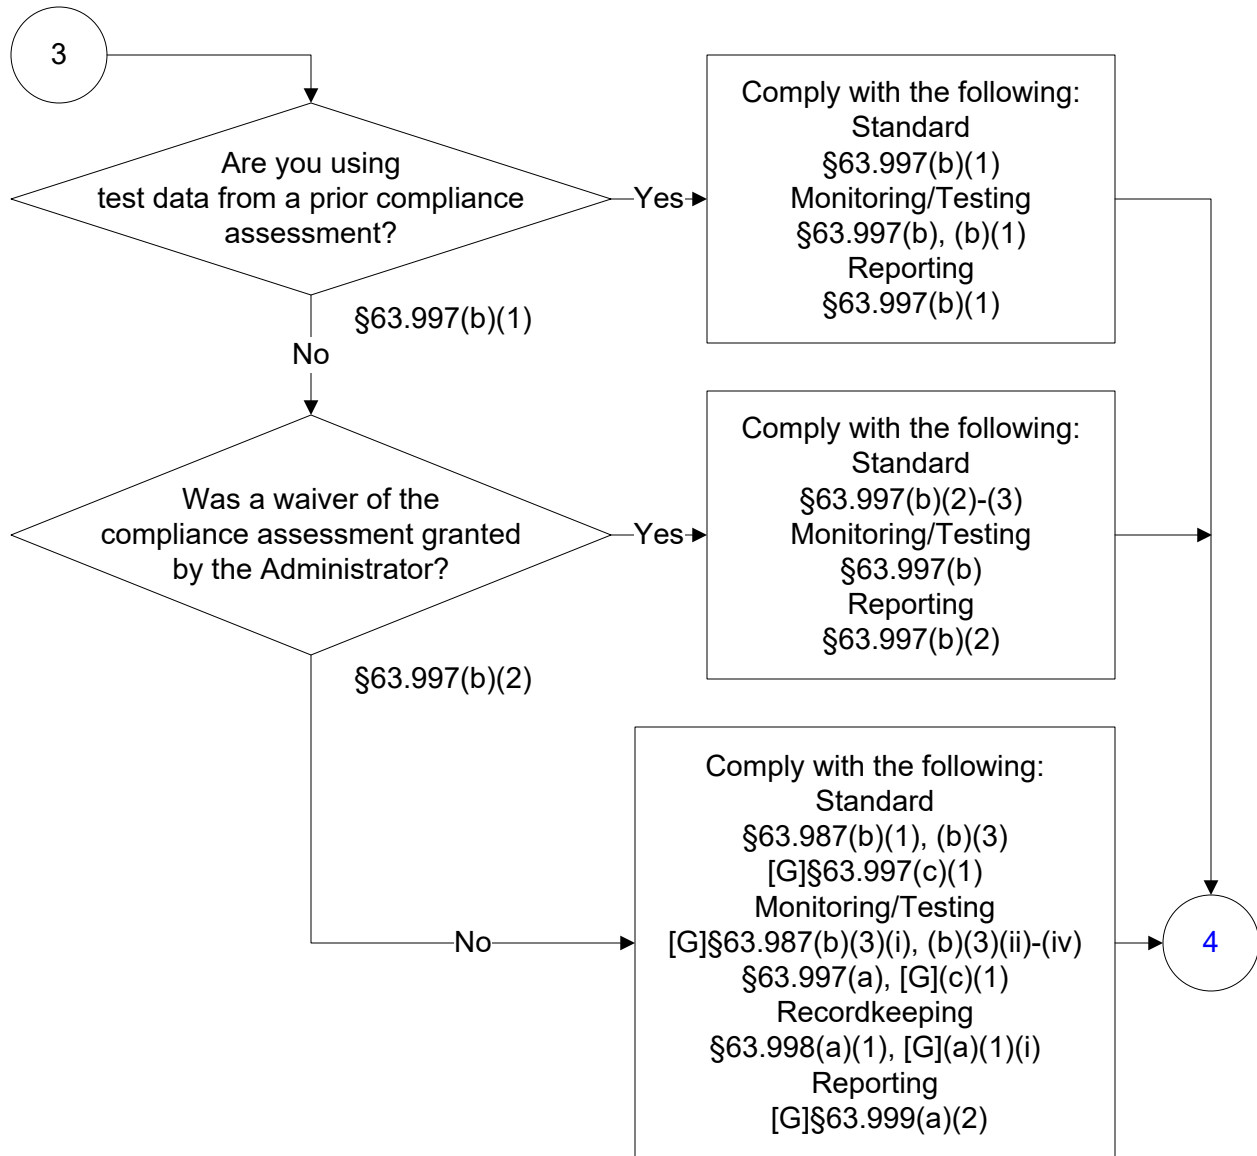 3
Are you using
test data from a prior compliance
assessment?
Yes
§63.997(b)(1)
No
Comply with the following:
Standard
§63.997(b)(1)
Monitoring/Testing
§63.997(b), (b)(1)
Reporting
§63.997(b)(1)
Was a waiver of the
compliance assessment granted
by the Administrator?
Yes
§63.997(b)(2)
Comply with the following:
Standard
§63.997(b)(2)-(3)
Monitoring/Testing
§63.997(b)
Reporting
§63.997(b)(2)
No
Comply with the following:
Standard
§63.987(b)(1), (b)(3)
[G]§63.997(c)(1)
Monitoring/Testing
[G]§63.987(b)(3)(i), (b)(3)(ii)-(iv)
§63.997(a), [G](c)(1)
Recordkeeping
§63.998(a)(1), [G](a)(1)(i)
Reporting
[G]§63.999(a)(2)
4